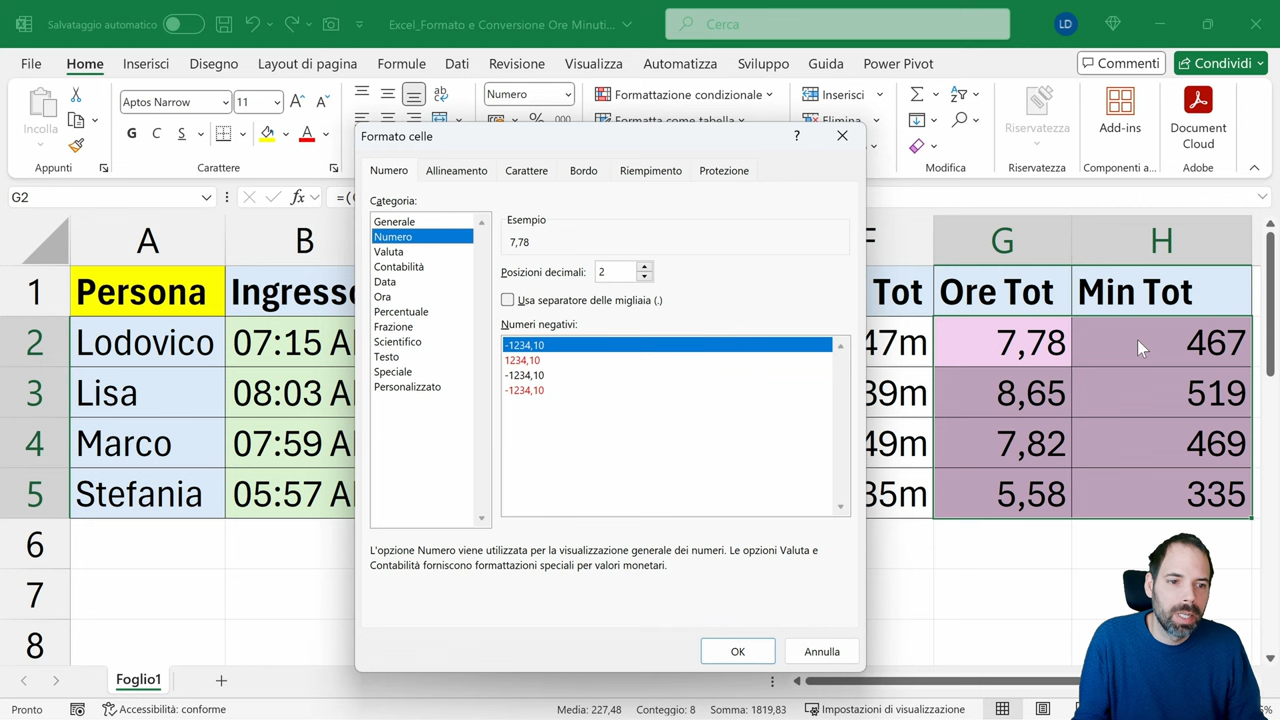 Salvataggio automatico
Excel_Formato e Conversione Ore Minuti...
Cerca
LD
File Home Inserisci Disegno Layout di pagina Formule Dati Revisione Visualizza Automatizza Sviluppo Guida Power Pivot
Commenti
Condividi
Incolla
Appunti
Aptos Narrow
11
G C S
Carattere
Numero
Formattazione condizionale
Formatta come tabella
Inserisci
Elimina
Modifica
Riservatezza
Riservatezza
Add-ins
Componenti a...
Document
Cloud
Adobe
G2
fx
=(
Formato celle
?
Numero Allineamento Carattere Bordo Riempimento Protezione
Categoria:
Generale
Numero
Valuta
Contabilità
Data
Ora
Percentuale
Frazione
Scientifico
Testo
Speciale
Personalizzato
Esempio
7,78
Posizioni decimali: 2
Usa separatore delle migliaia (.)
Numeri negativi:
-1234,10
1234,10
-1234,10
-1234,10
L'opzione Numero viene utilizzata per la visualizzazione generale dei numeri. Le opzioni Valuta e
Contabilità forniscono formattazioni speciali per valori monetari.
OK
Annulla
A B G H
1 Persona Ingresso Tot Ore Tot Min Tot
2 Lodovico 07:15 A 47m 7,78 467
3 Lisa 08:03 A 39m 8,65 519
4 Marco 07:59 A 49m 7,82 469
5 Stefania 05:57 A 35m 5,58 335
6
7
8
Foglio1
Pronto
Accessibilità: conforme
Media: 227,48 Conteggio: 8 Somma: 1819,83
Impostazioni di visualizzazione